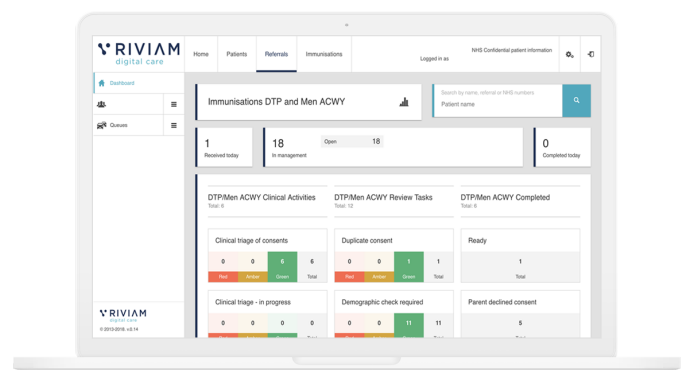 RIVIAM
digital care
Home
Patients
Referrals
Immunisations
NHS Confidential patient information
Logged in as
Dashboard
Queues
Immunisations DTP and Men ACWY
Search by name, referral or NHS numbers
Patient name
1
Received today
18
In management
Open 18
0
Completed today
DTP/Men ACWY Clinical Activities
Total: 6
DTP/Men ACWY Review Tasks
Total: 12
DTP/Men ACWY Completed
Total: 6
Clinical triage of consents
0 0 6 6
Red Amber Green Total
Duplicate consent
0 0 1 1
Red Amber Green Total
Ready
1
Total
Clinical triage - in progress
0 0 0 0
Demographic check required
0 0 11 11
Parent declined consent
5
RIVIAM
digital care
© 2013-2018. v.0.14